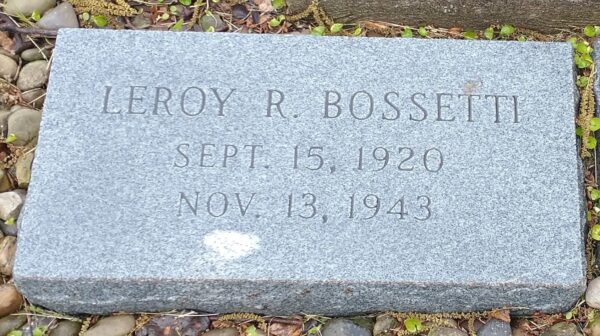 LEROY R. BOSSETTI
SEPT. 15, 1920
NOV. 13, 1943